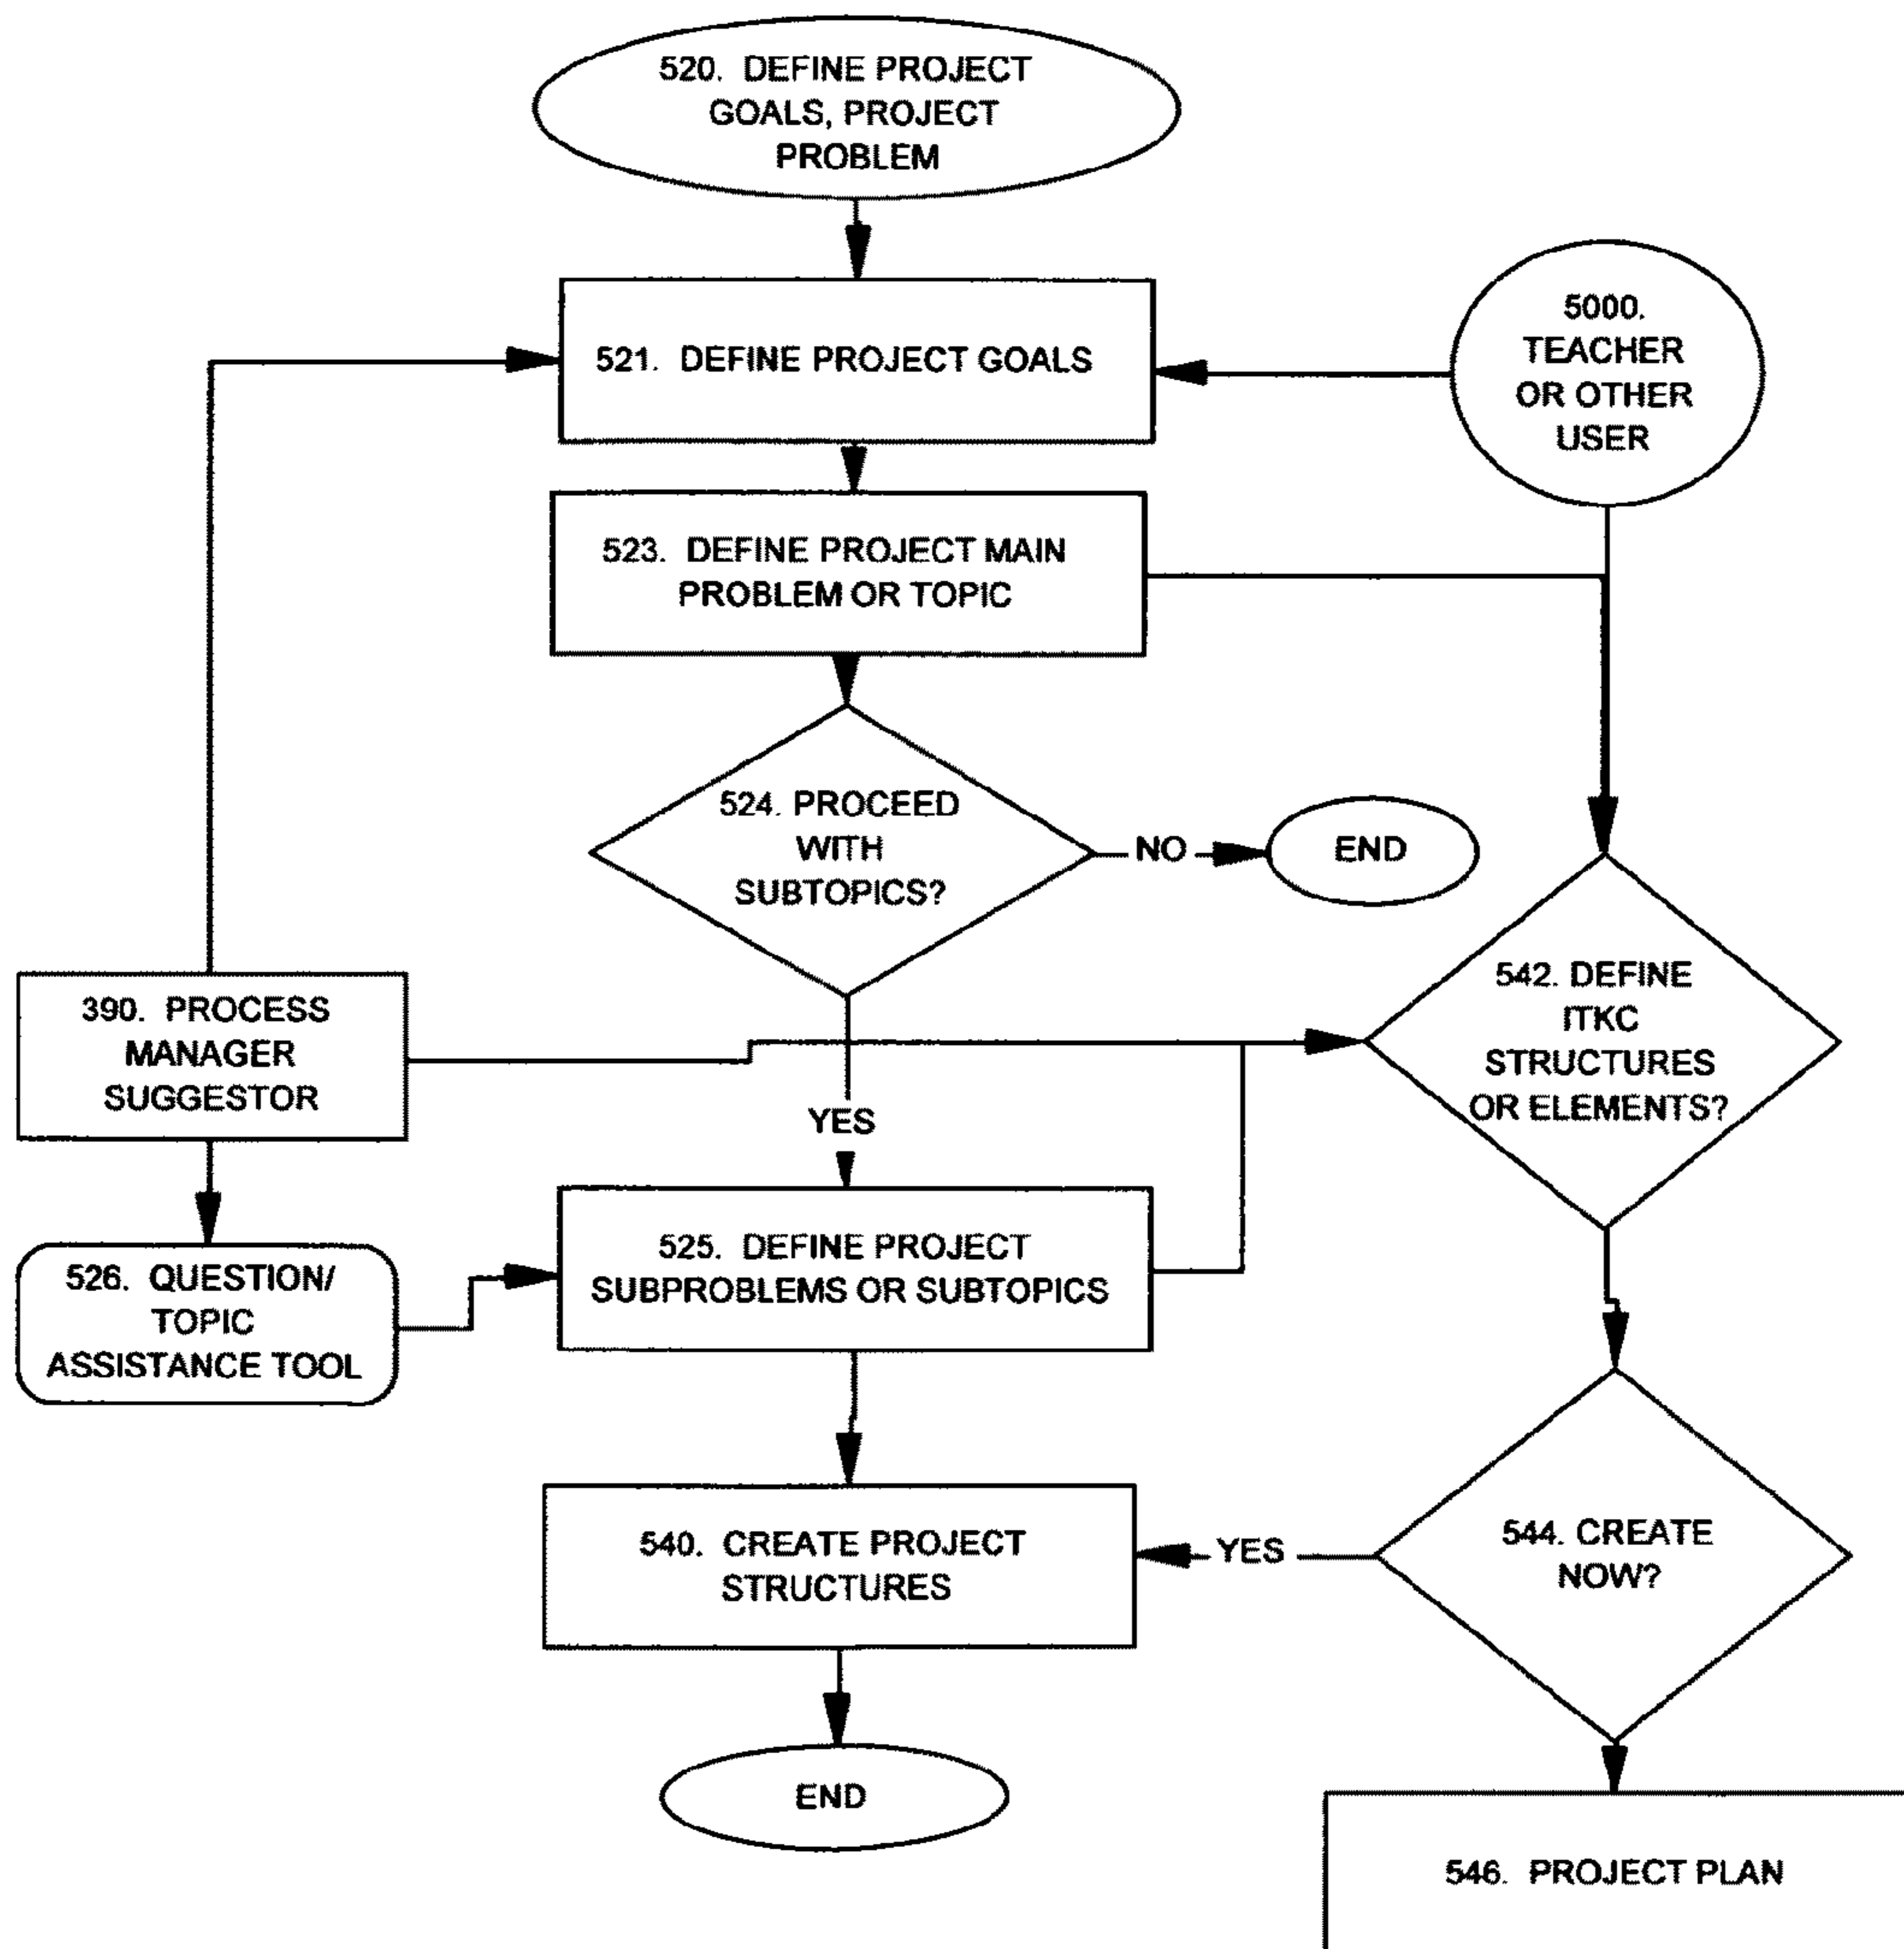 520. DEFINE PROJECT
GOALS, PROJECT
PROBLEM
521. DEFINE PROJECT GOALS
5000.
TEACHER
OR OTHER
USER
523. DEFINE PROJECT MAIN
PROBLEM OR TOPIC
524. PROCEED
WITH
SUBTOPICS?
NO
END
542. DEFINE
ITKC
STRUCTURES
OR ELEMENTS?
390. PROCESS
MANAGER
SUGGESTOR
YES
525. DEFINE PROJECT
SUBPROBLEMS OR SUBTOPICS
526. QUESTION/
TOPIC
ASSISTANCE TOOL
540. CREATE PROJECT
STRUCTURES
YES
544. CREATE
NOW?
END
546. PROJECT PLAN